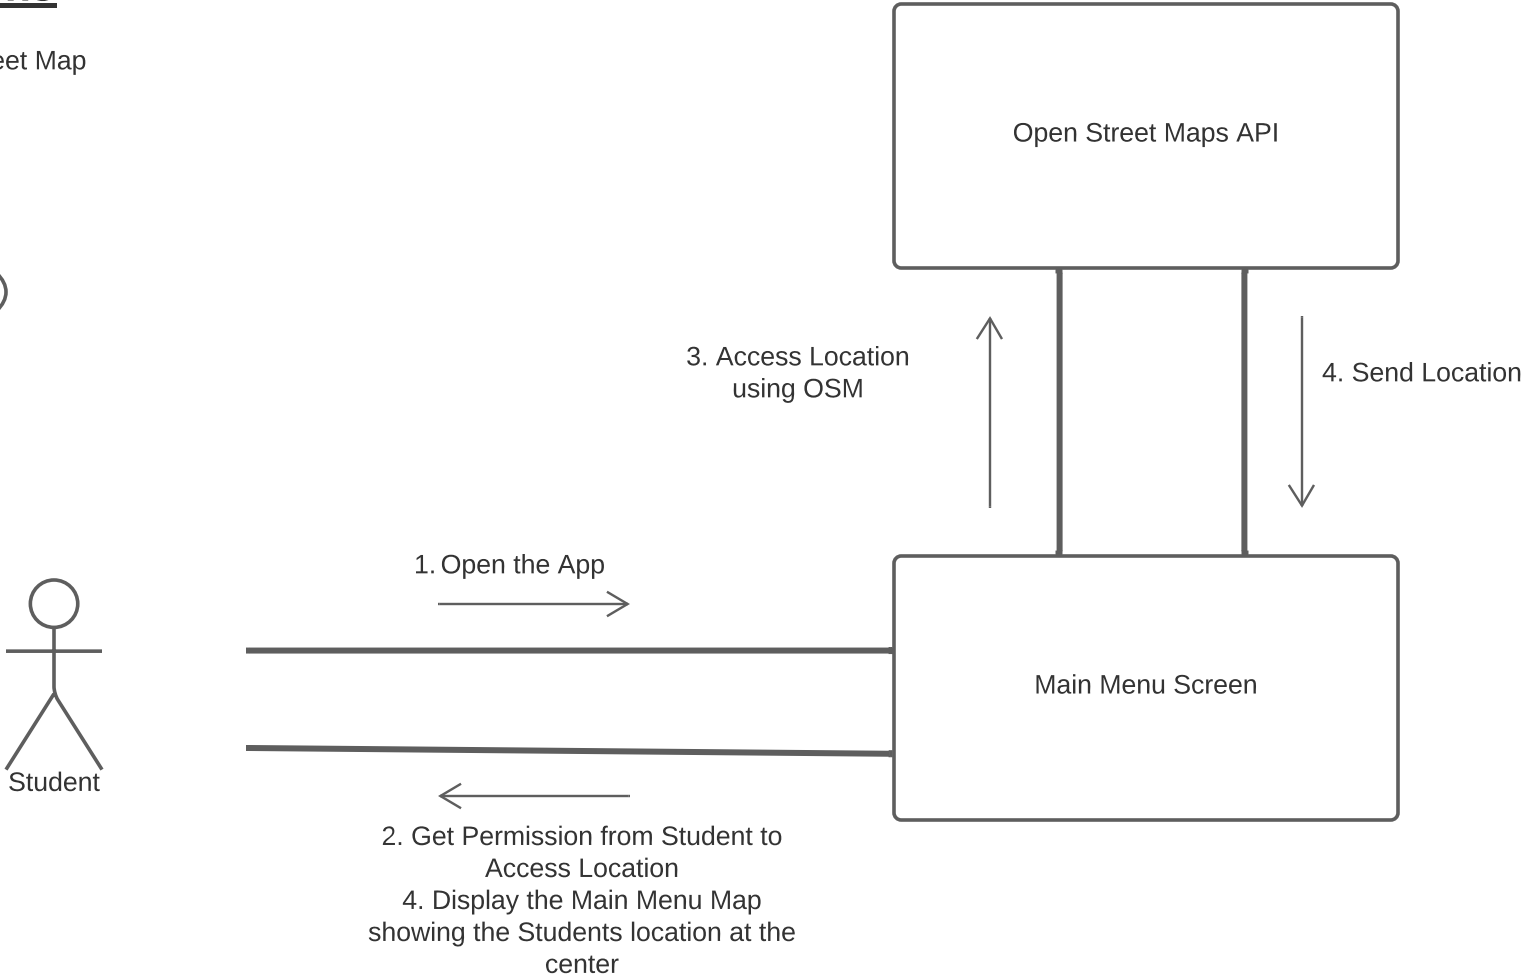 Map
Open Street Maps API
3. Access Location
using OSM
4. Send Location
1. Open the App
Main Menu Screen
Student
2. Get Permission from Student to
Access Location
4. Display the Main Menu Map
showing the Students location at the
center